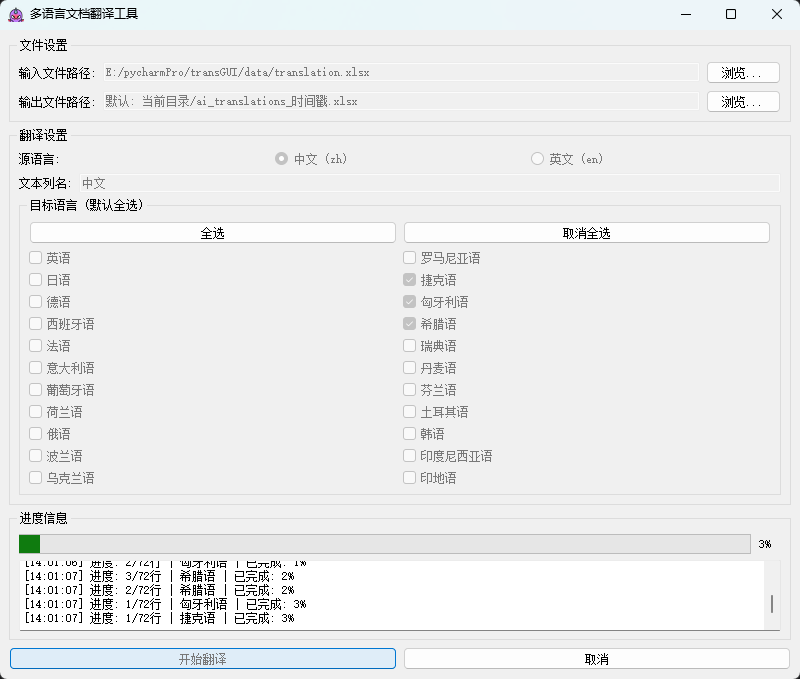 多语言文档翻译工具
文件设置
输入文件路径: E:/pycharmPro/transGUI/data/translation.xlsx 浏览...
输出文件路径: 默认: 当前目录/ai_translations_时间戳.xlsx 浏览...
翻译设置
源语言: 中文 (zh) 英文 (en)
文本列名: 中文
目标语言 (默认全选)
全选 取消全选
英语 罗马尼亚语
日语 捷克语
德语 匈牙利语
西班牙语 希腊语
法语 瑞典语
意大利语 丹麦语
葡萄牙语 芬兰语
荷兰语 土耳其语
俄语 韩语
波兰语 印度尼西亚语
乌克兰语 印地语
进度信息
3%
[14:01:06] 进度: 2/72行 | 匈牙利语 | 已完成: 1%
[14:01:07] 进度: 3/72行 | 希腊语 | 已完成: 2%
[14:01:07] 进度: 2/72行 | 希腊语 | 已完成: 2%
[14:01:07] 进度: 1/72行 | 匈牙利语 | 已完成: 3%
[14:01:07] 进度: 1/72行 | 捷克语 | 已完成: 3%
开始翻译 取消